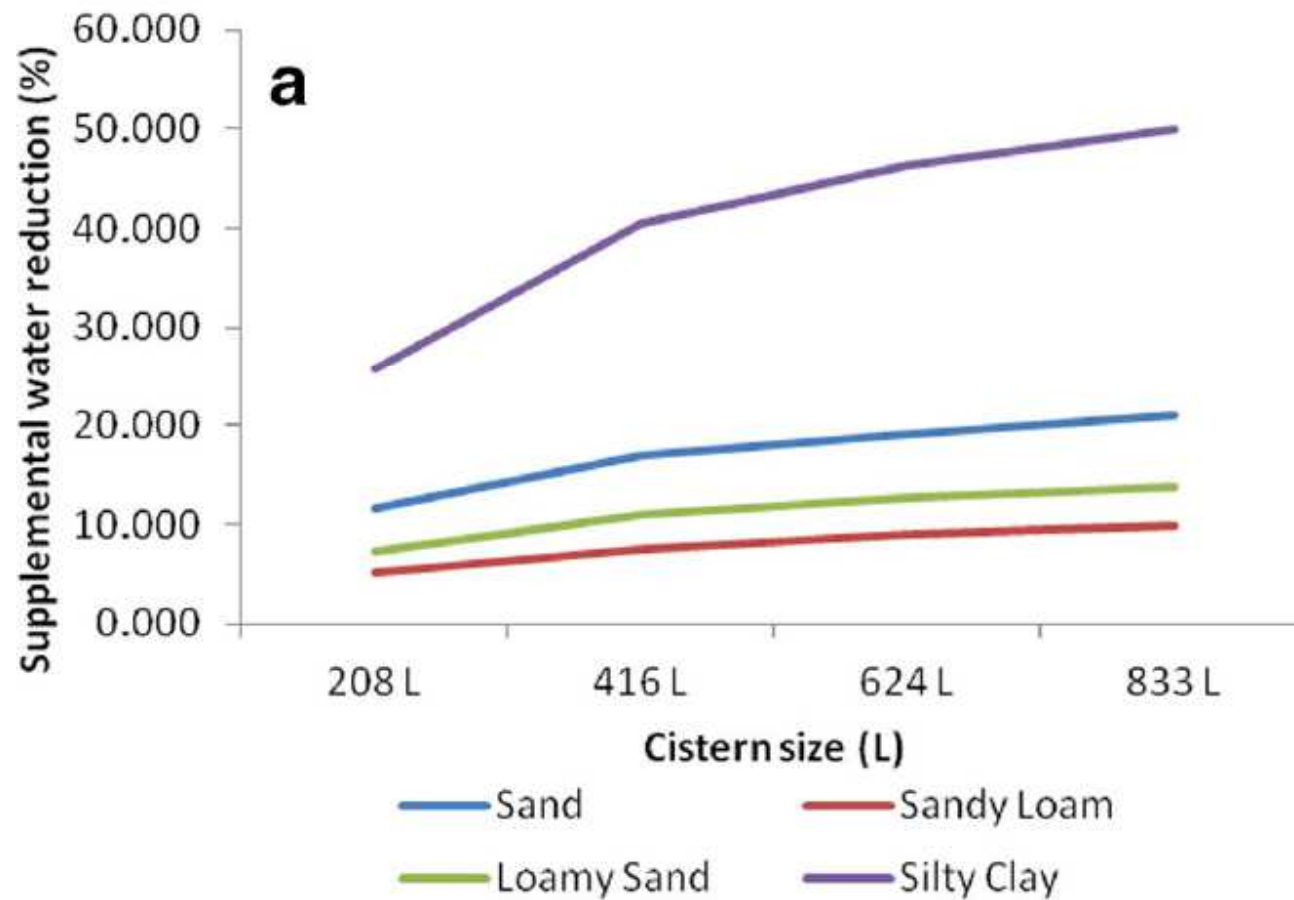 60.000
a
50.000
40.000
30.000
20.000
10.000
0.000
Supplemental water reduction (%)
208 L 416 L 624 L 833 L
Cistern size (L)
Sand Sandy Loam
Loamy Sand Silty Clay